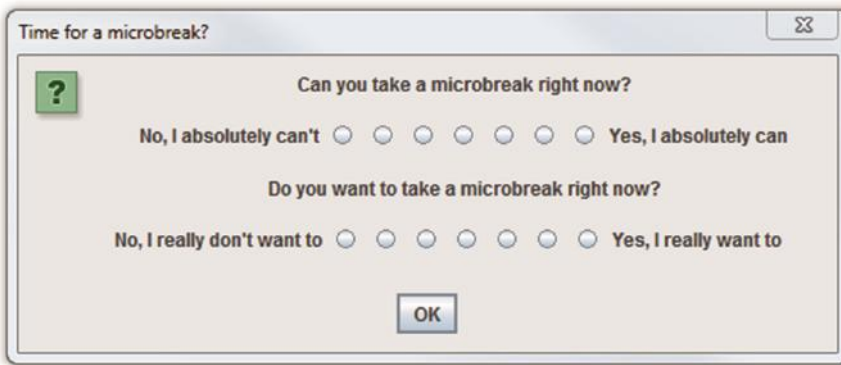 Time for a microbreak?
?
Can you take a microbreak right now?
No, I absolutely can't Yes, I absolutely can
Do you want to take a microbreak right now?
No, I really don't want to Yes, I really want to
OK